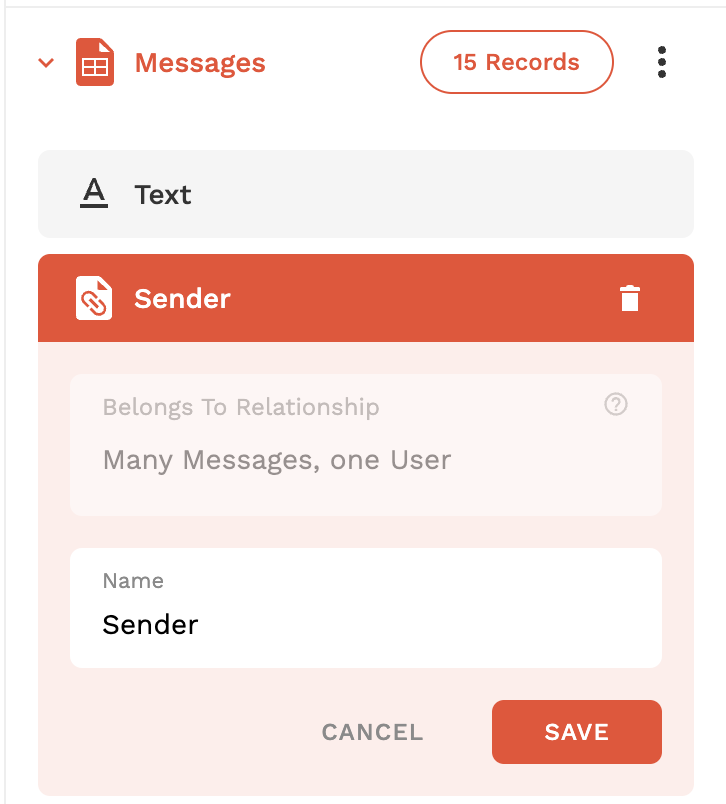 Messages
15 Records
Text
Sender
Belongs To Relationship
Many Messages, one User
Name
Sender
CANCEL
SAVE